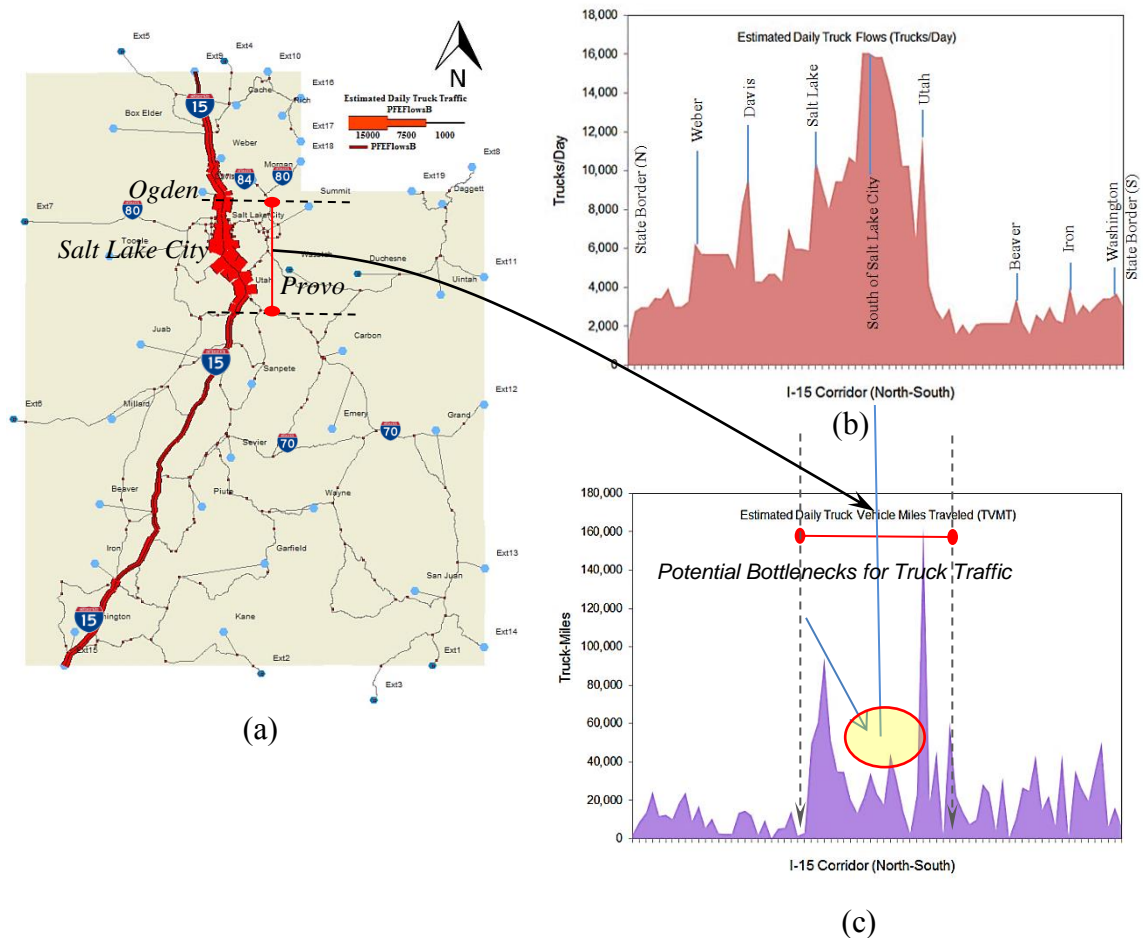 Ext5
Ext9
Ext4
Ext10
Ext16
Cache
Rich
Box Elder
15
Ext17
Estimated Daily Truck Traffic
PFEFlowsB
15000 7500 1000
PFEFlowsB
Weber
Ext18
Morgan
Ext8
84
80
Ext19
Daggett
Ogden
Summit
Ext7
80
Salt Lake City
Salt Lake City
Duchesne
Ext11
Uintah
Utah
Provo
Juab
Carbon
15
Sanpete
Ext12
Ext6
Millard
Emery
Grand
Sevier
70
70
Beaver
Piute
Wayne
Iron
Garfield
Ext13
San Juan
15
Kane
Ext14
Ext15
Ext2
Ext1
Ext3
N
(a)
18,000
16,000
14,000
12,000
10,000
8,000
6,000
4,000
2,000
0
Trucks/Day
Estimated Daily Truck Flows (Trucks/Day)
State Border (N)
Weber
Davis
Salt Lake
South of Salt Lake City
Utah
Beaver
Iron
Washington
State Border (S)
I-15 Corridor (North-South)
(b)
180,000
160,000
140,000
120,000
100,000
80,000
60,000
40,000
20,000
0
Truck-Miles
Estimated Daily Truck Vehicle Miles Traveled (TVMT)
Potential Bottlenecks for Truck Traffic
I-15 Corridor (North-South)
(c)